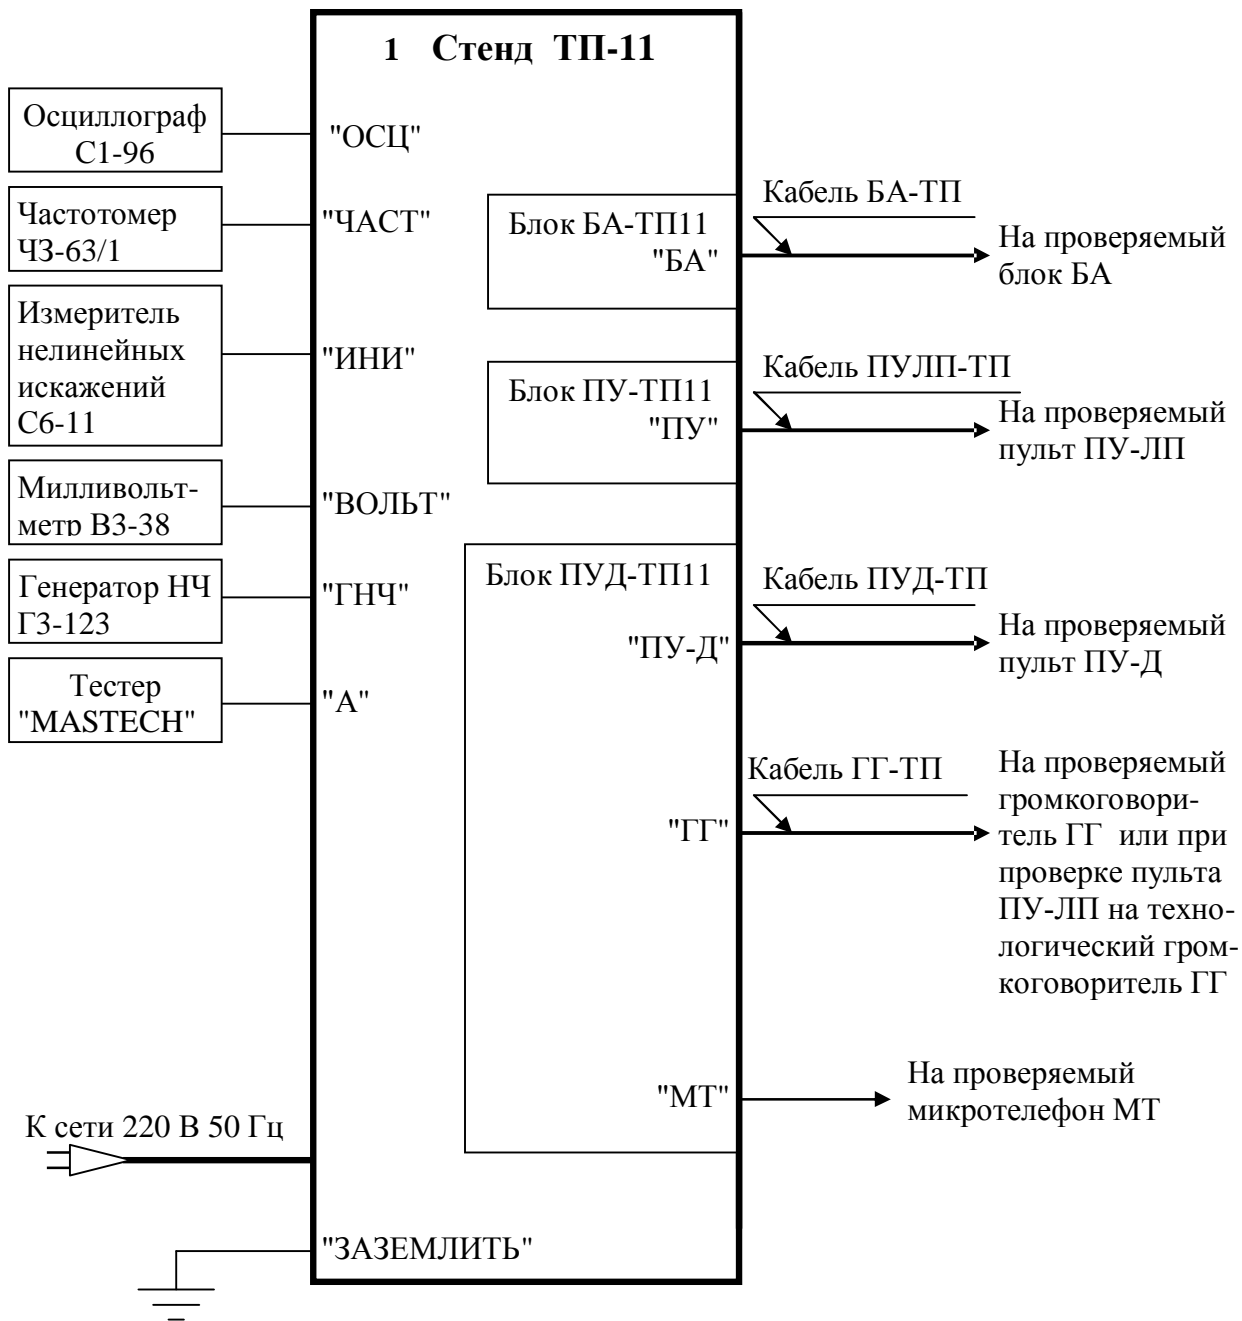 1 Стенд ТП-11
Осциллограф
С1-96
"ОСЦ"
Частотомер
ЧЗ-63/1
"ЧАСТ"
Измеритель
нелинейных
искажений
С6-11
"ИНИ"
Милливольт-
метр В3-38
"ВОЛЬТ"
Генератор НЧ
Г3-123
"ГНЧ"
Тестер
"MASTECH"
"А"
К сети 220 В 50 Гц
"ЗАЗЕМЛИТЬ"
Блок БА-ТП11
"БА"
Кабель БА-ТП
На проверяемый
блок БА
Блок ПУ-ТП11
"ПУ"
Кабель ПУЛП-ТП
На проверяемый
пульт ПУ-ЛП
Блок ПУД-ТП11
"ПУ-Д"
Кабель ПУД-ТП
На проверяемый
пульт ПУ-Д
"ГГ"
Кабель ГГ-ТП
На проверяемый
громкоговори-
тель ГГ или при
проверке пульта
ПУ-ЛП на техно-
логический гром-
коговоритель ГГ
"МТ"
На проверяемый
микротелефон МТ